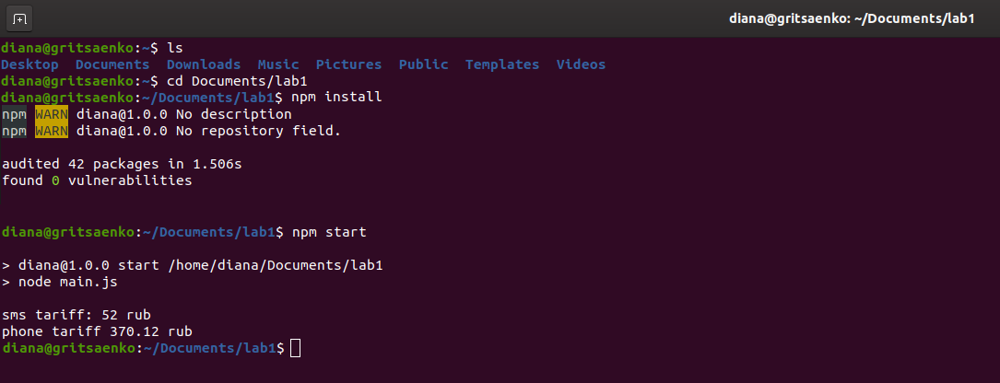 diana@gritsaenko: ~/Documents/lab1
diana@gritsaenko:~$ ls
Desktop  Documents  Downloads  Music  Pictures  Public  Templates  Videos
diana@gritsaenko:~$ cd Documents/lab1
diana@gritsaenko:~/Documents/lab1$ npm install
npm WARN diana@1.0.0 No description
npm WARN diana@1.0.0 No repository field.
audited 42 packages in 1.506s
found 0 vulnerabilities
diana@gritsaenko:~/Documents/lab1$ npm start
> diana@1.0.0 start /home/diana/Documents/lab1
> node main.js
sms tariff: 52 rub
phone tariff 370.12 rub
diana@gritsaenko:~/Documents/lab1$